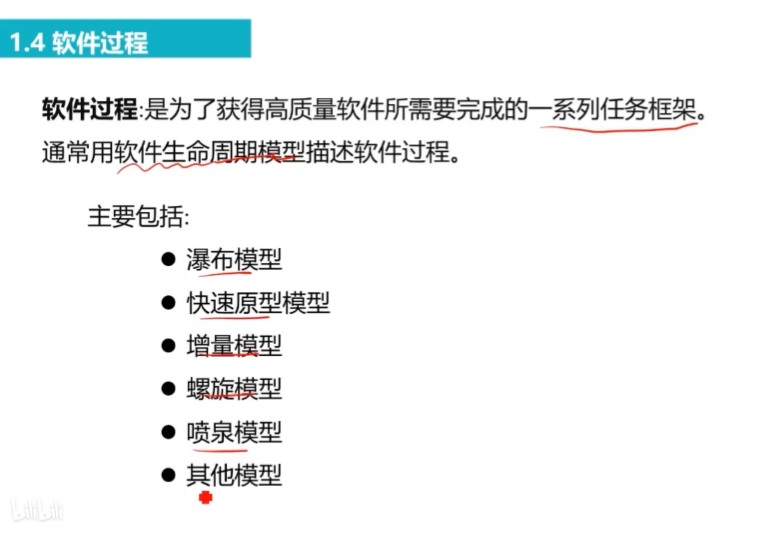 1.4 软件过程
软件过程:是为了获得高质量软件所需要完成的一系列任务框架。
通常用软件生命周期模型描述软件过程。
主要包括:
● 瀑布模型
● 快速原型模型
● 增量模型
● 螺旋模型
● 喷泉模型
● 其他模型
bilibili